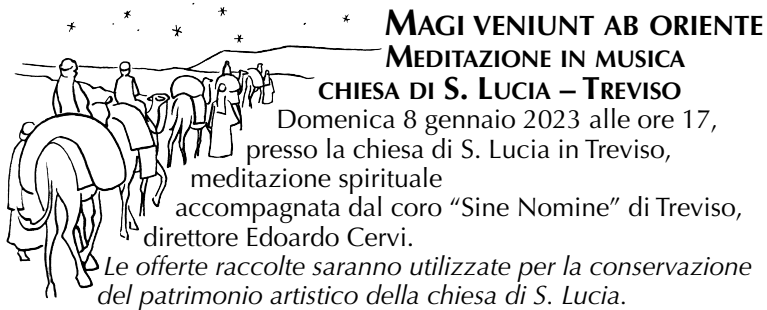 MAGI VENIUNT AB ORIENTE
MEDITAZIONE IN MUSICA
CHIESA DI S. LUCIA – TREVISO
Domenica 8 gennaio 2023 alle ore 17,
presso la chiesa di S. Lucia in Treviso,
meditazione spirituale
accompagnata dal coro “Sine Nomine” di Treviso,
direttore Edoardo Cervi.
Le offerte raccolte saranno utilizzate per la conservazione
del patrimonio artistico della chiesa di S. Lucia.